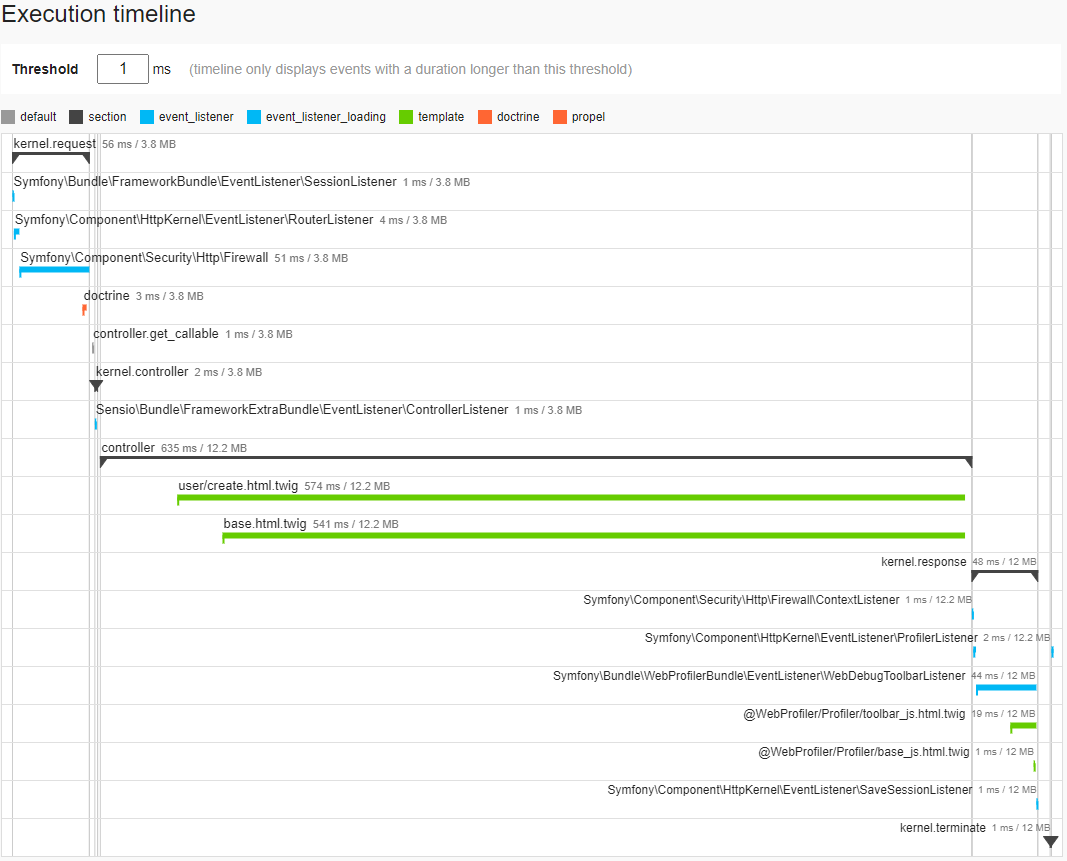 Execution timeline
Threshold 1 ms (timeline only displays events with a duration longer than this threshold)
default section event_listener event_listener_loading template doctrine propel
kernel.request 56 ms / 3.8 MB
Symfony\Bundle\FrameworkBundle\EventListener\SessionListener 1 ms / 3.8 MB
Symfony\Component\HttpKernel\EventListener\RouterListener 4 ms / 3.8 MB
Symfony\Component\Security\Http\Firewall 51 ms / 3.8 MB
doctrine 3 ms / 3.8 MB
controller.get_callable 1 ms / 3.8 MB
kernel.controller 2 ms / 3.8 MB
Sensio\Bundle\FrameworkExtraBundle\EventListener\ControllerListener 1 ms / 3.8 MB
controller 635 ms / 12.2 MB
user/create.html.twig 574 ms / 12.2 MB
base.html.twig 541 ms / 12.2 MB
kernel.response 48 ms / 12 MB
Symfony\Component\Security\Http\Firewall\ContextListener 1 ms / 12.2 MB
Symfony\Component\HttpKernel\EventListener\ProfilerListener 2 ms / 12.2 MB
Symfony\Bundle\WebProfilerBundle\EventListener\WebDebugToolbarListener 44 ms / 12 MB
@WebProfiler/Profiler/toolbar_js.html.twig 19 ms / 12 MB
@WebProfiler/Profiler/base_js.html.twig 1 ms / 12 MB
Symfony\Component\HttpKernel\EventListener\SaveSessionListener 1 ms / 12 MB
kernel.terminate 1 ms / 12 MB